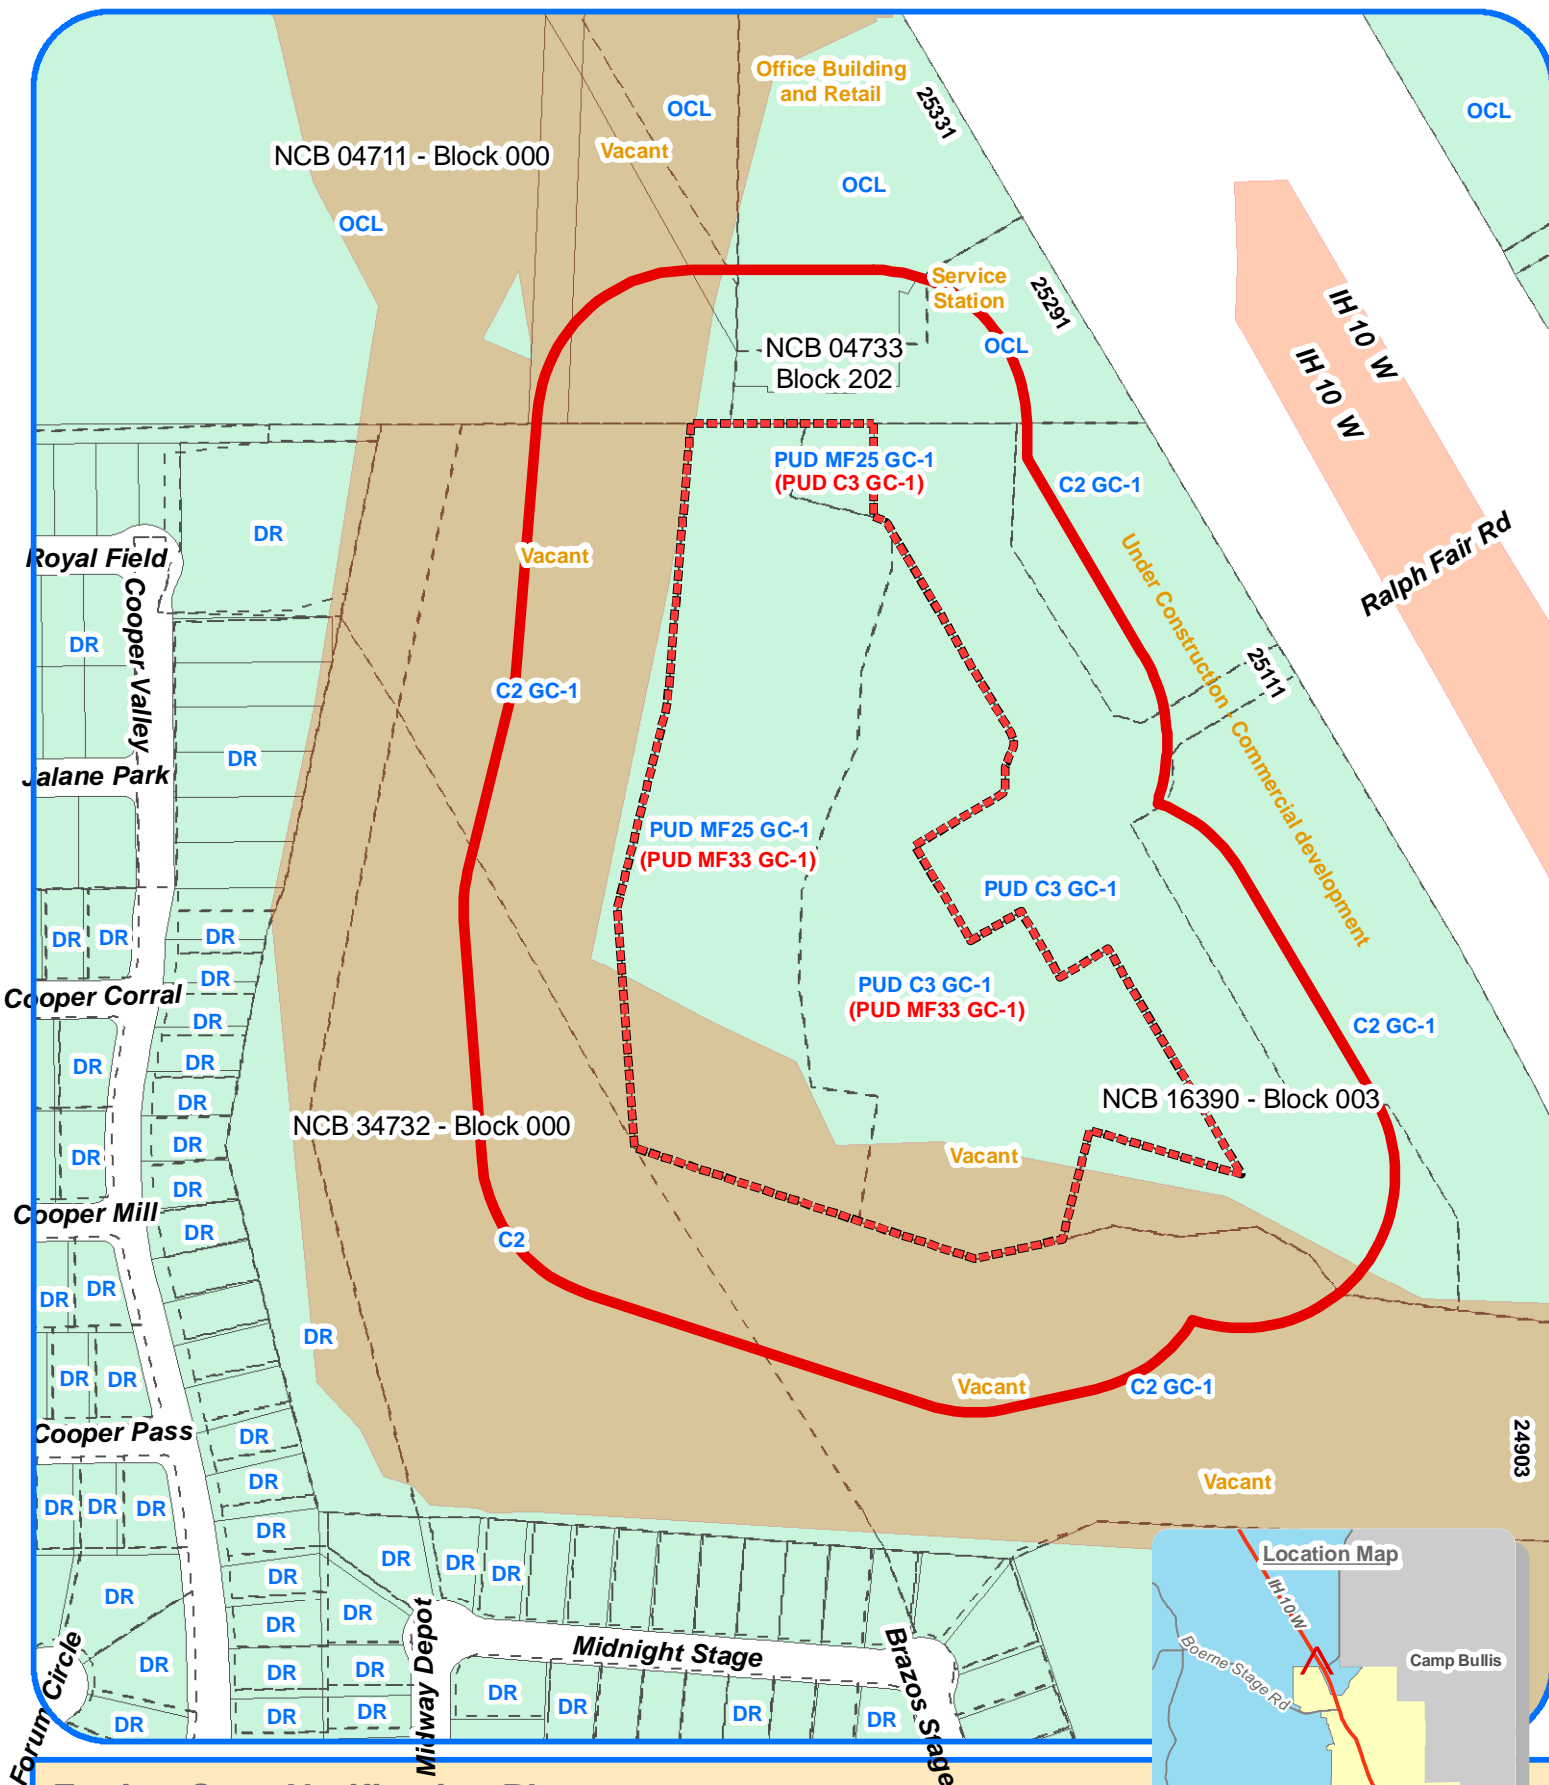 Office Building
and Retail
25331
OCL
OCL
NCB 04711 - Block 000
Vacant
OCL
OCL
Service
Station
25291
OCL
NCB 04733
Block 202
IH 10 W
IH 10 W
PUD MF25 GC-1
(PUD C3 GC-1)
C2 GC-1
DR
Royal Field
Vacant
Ralph Fair Rd
Cooper Valley
DR
Under Construction - Commercial development
25111
C2 GC-1
DR
Jalane Park
PUD MF25 GC-1
(PUD MF33 GC-1)
PUD C3 GC-1
DR
DR
DR
DR
Cooper Corral
PUD C3 GC-1
(PUD MF33 GC-1)
DR
C2 GC-1
DR
DR
DR
NCB 16390 - Block 003
NCB 34732 - Block 000
DR
DR
Vacant
DR
Cooper Mill
DR
C2
DR
DR
DR
DR
DR
Vacant
C2 GC-1
Cooper Pass
DR
24903
DR
Vacant
DR
DR
DR
DR
Location Map
DR
DR
DR
DR
DR
IH 10 W
DR
DR
Midway Depot
Midnight Stage
Brazos Stage
Boerne Stage Rd
Camp Bullis
Forum Circle
DR
DR
DR
DR
DR
DR
DR
DR
DR
DR
DR